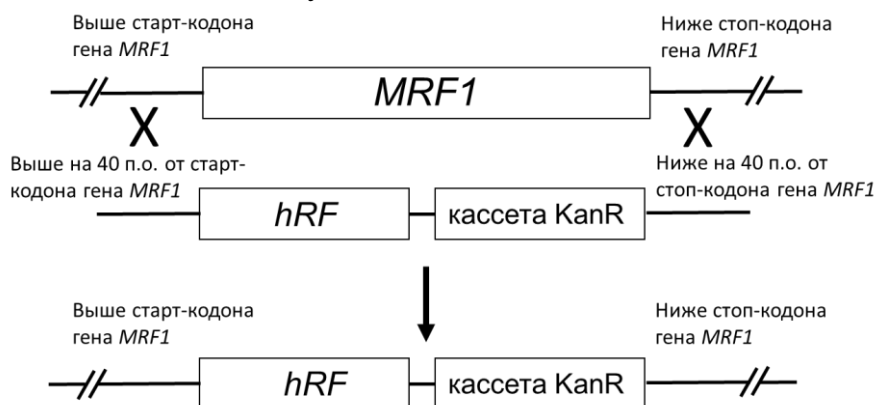 Выше старт-кодона
гена MRF1
Ниже стоп-кодона
гена MRF1
MRF1
X
X
Выше на 40 п.о. от старт-
кодона гена MRF1
Ниже на 40 п.о. от
стоп-кодона гена MRF1
hRF
кассета KanR
Выше старт-кодона
гена MRF1
Ниже стоп-кодона
гена MRF1
hRF
кассета KanR